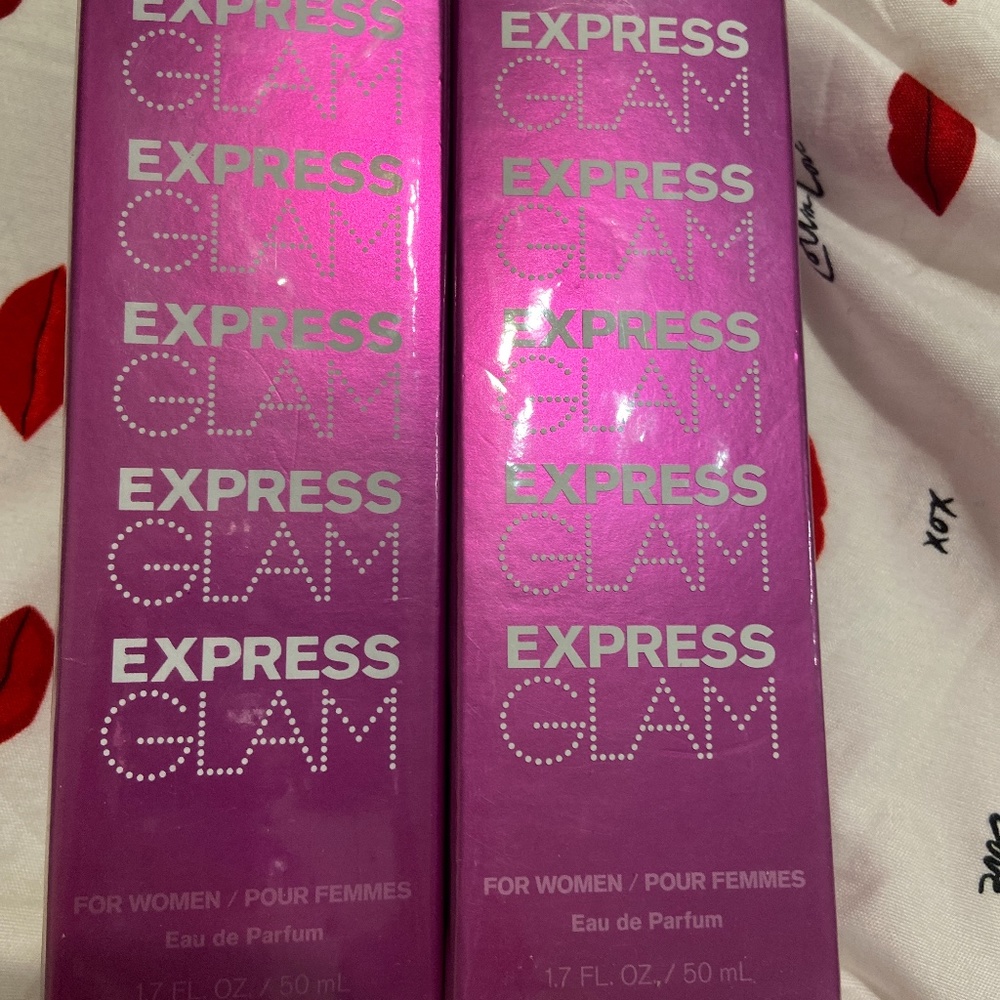 EXPRESS
GLAM
EXPRESS
GLAM
EXPRESS
GLAM
EXPRESS
GLAM
EXPRESS
GLAM
FOR WOMEN / POUR FEMMES
Eau de Parfum
1.7 FL. OZ. / 50 mL
EXPRESS
GLAM
EXPRESS
GLAM
EXPRESS
GLAM
EXPRESS
GLAM
EXPRESS
GLAM
FOR WOMEN / POUR FEMMES
Eau de Parfum
1.7 FL. OZ. / 50 mL
XOX